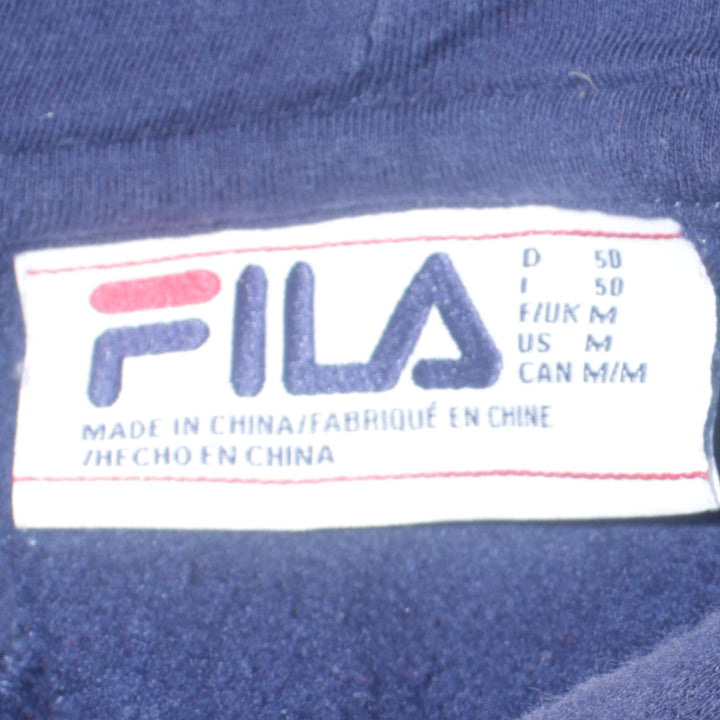 FILA
D 50
I 50
F/UK M
US M
CAN M/M
MADE IN CHINA/FABRIQUÉ EN CHINE
/HECHO EN CHINA